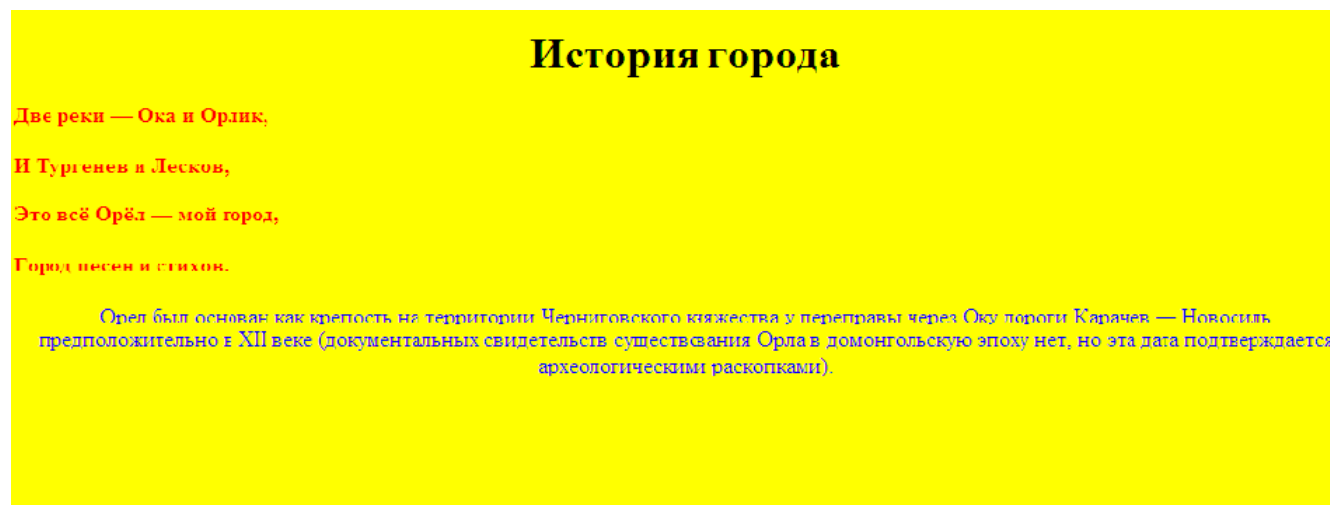 История города
Две реки — Ока и Орлик,
И Тургенев и Лесков,
Это всё Орёл — мой город,
Город песен и стихов.
Орел был основан как крепость на территории Черниговского княжества у переправы через Оку дороги Карачев — Новосиль
предположительно в XII веке (документальных свидетельств существования Орла в домонгольскую эпоху нет, но эта дата подтверждается
археологическими раскопками).